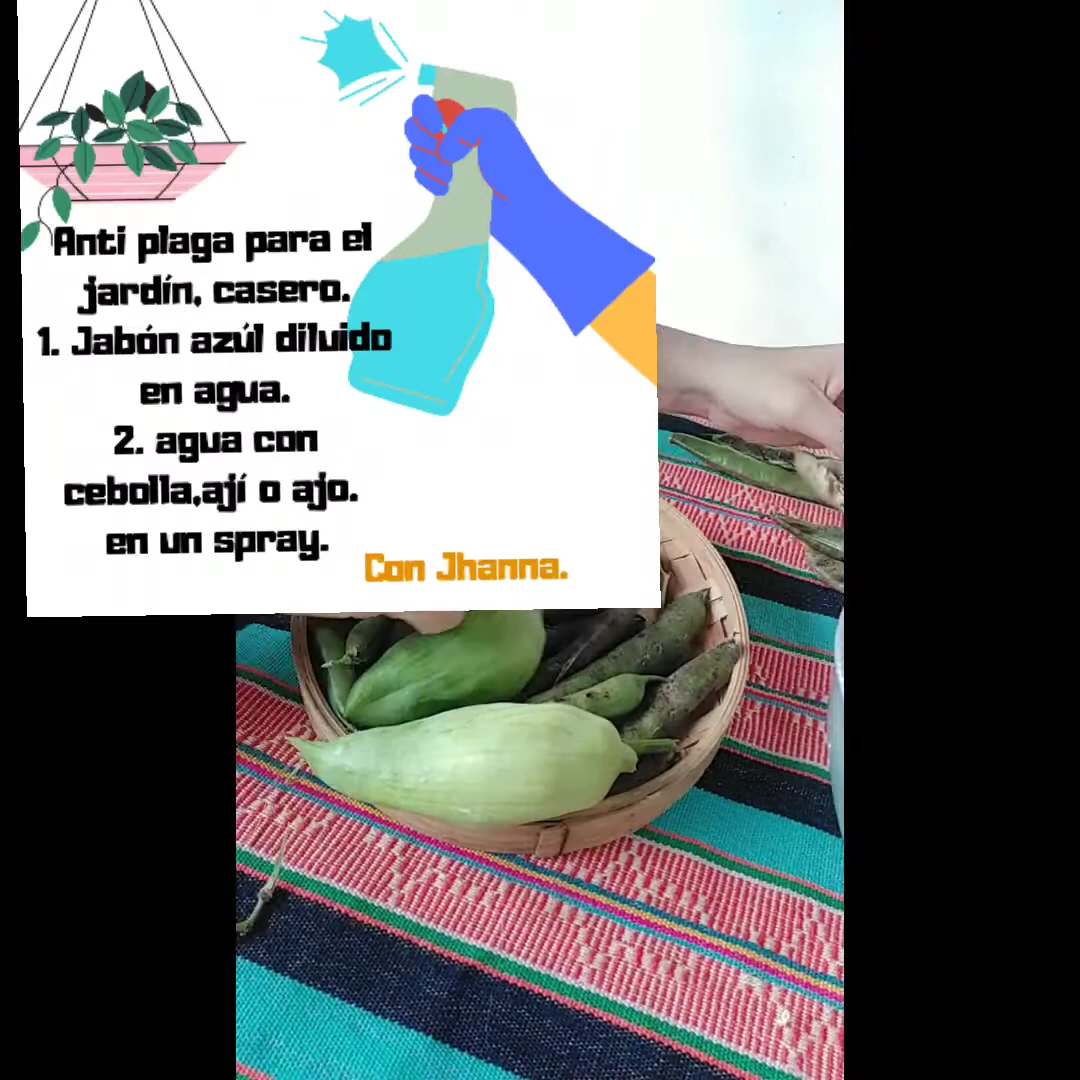 Anti plaga para el
jardín, casero.
1. Jabón azúl diluido
en agua.
2. agua con
cebolla,ají o ajo.
en un spray.
Con Jhanna.